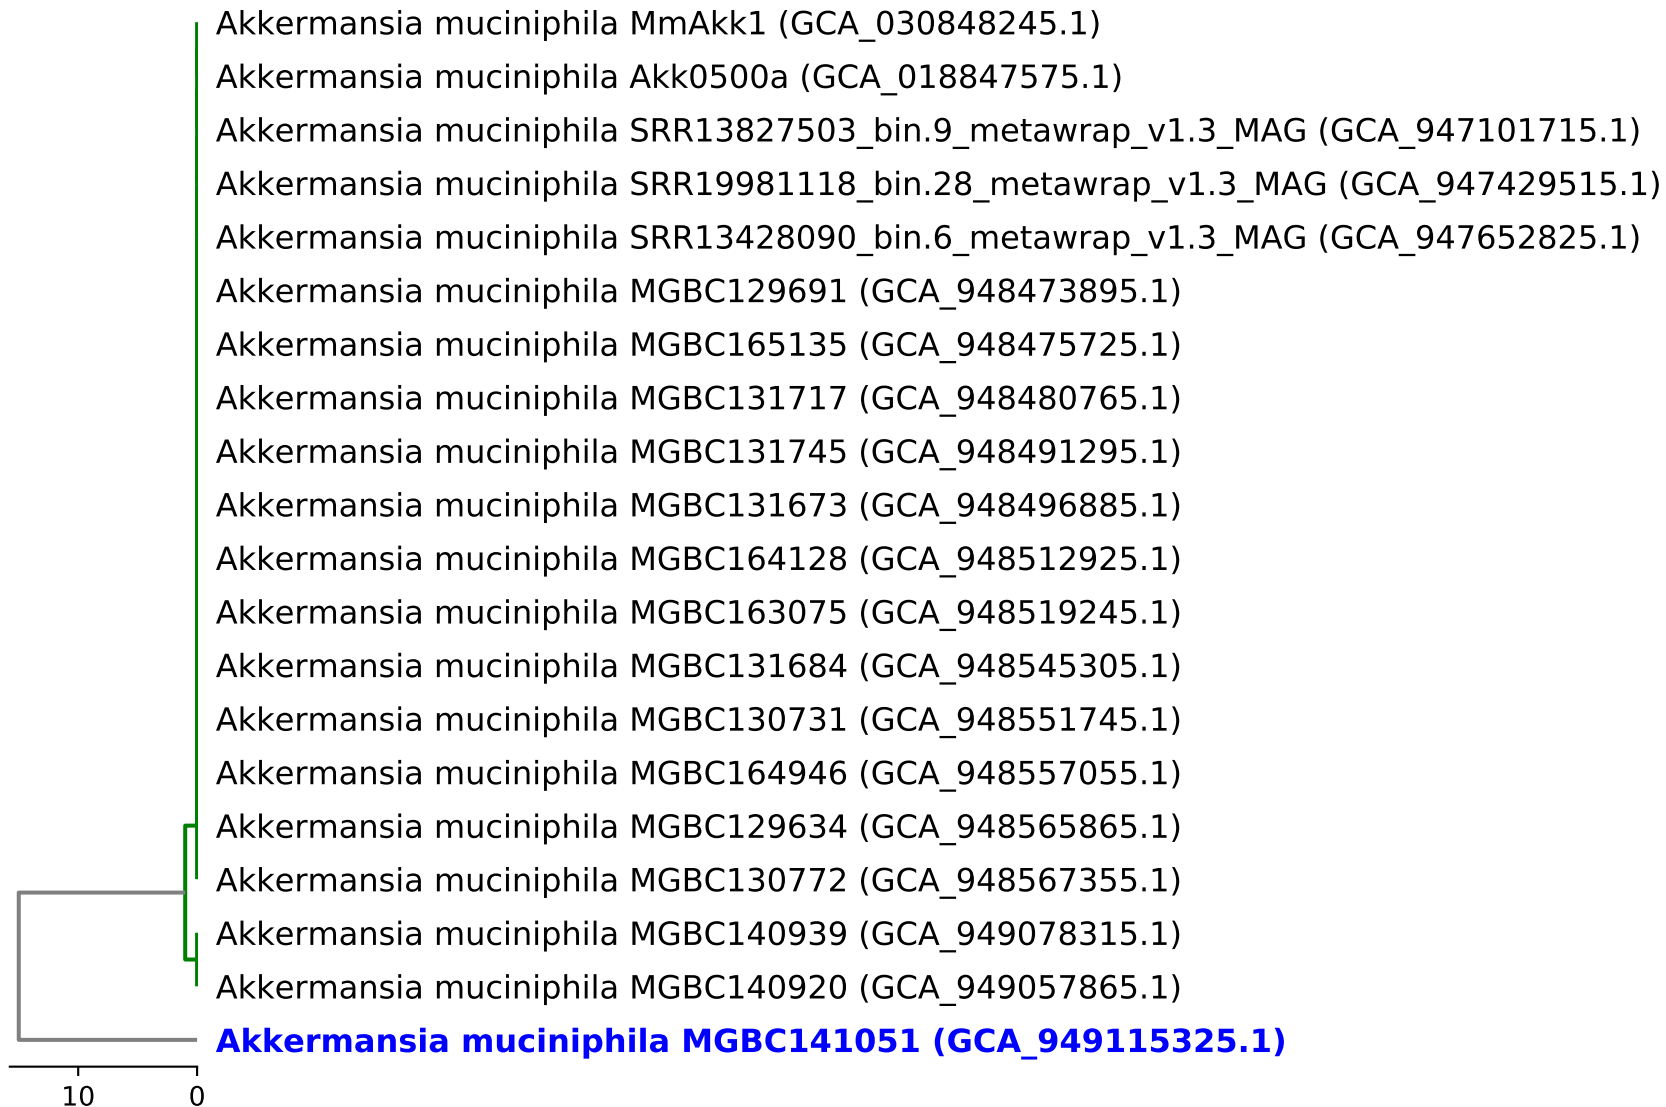 Akkermansia muciniphila MmAkk1 (GCA_030848245.1)
Akkermansia muciniphila Akk0500a (GCA_018847575.1)
Akkermansia muciniphila SRR13827503_bin.9_metawrap_v1.3_MAG (GCA_947101715.1)
Akkermansia muciniphila SRR19981118_bin.28_metawrap_v1.3_MAG (GCA_947429515.1)
Akkermansia muciniphila SRR13428090_bin.6_metawrap_v1.3_MAG (GCA_947652825.1)
Akkermansia muciniphila MGBC129691 (GCA_948473895.1)
Akkermansia muciniphila MGBC165135 (GCA_948475725.1)
Akkermansia muciniphila MGBC131717 (GCA_948480765.1)
Akkermansia muciniphila MGBC131745 (GCA_948491295.1)
Akkermansia muciniphila MGBC131673 (GCA_948496885.1)
Akkermansia muciniphila MGBC164128 (GCA_948512925.1)
Akkermansia muciniphila MGBC163075 (GCA_948519245.1)
Akkermansia muciniphila MGBC131684 (GCA_948545305.1)
Akkermansia muciniphila MGBC130731 (GCA_948551745.1)
Akkermansia muciniphila MGBC164946 (GCA_948557055.1)
Akkermansia muciniphila MGBC129634 (GCA_948565865.1)
Akkermansia muciniphila MGBC130772 (GCA_948567355.1)
Akkermansia muciniphila MGBC140939 (GCA_949078315.1)
Akkermansia muciniphila MGBC140920 (GCA_949057865.1)
Akkermansia muciniphila MGBC141051 (GCA_949115325.1)
10 0